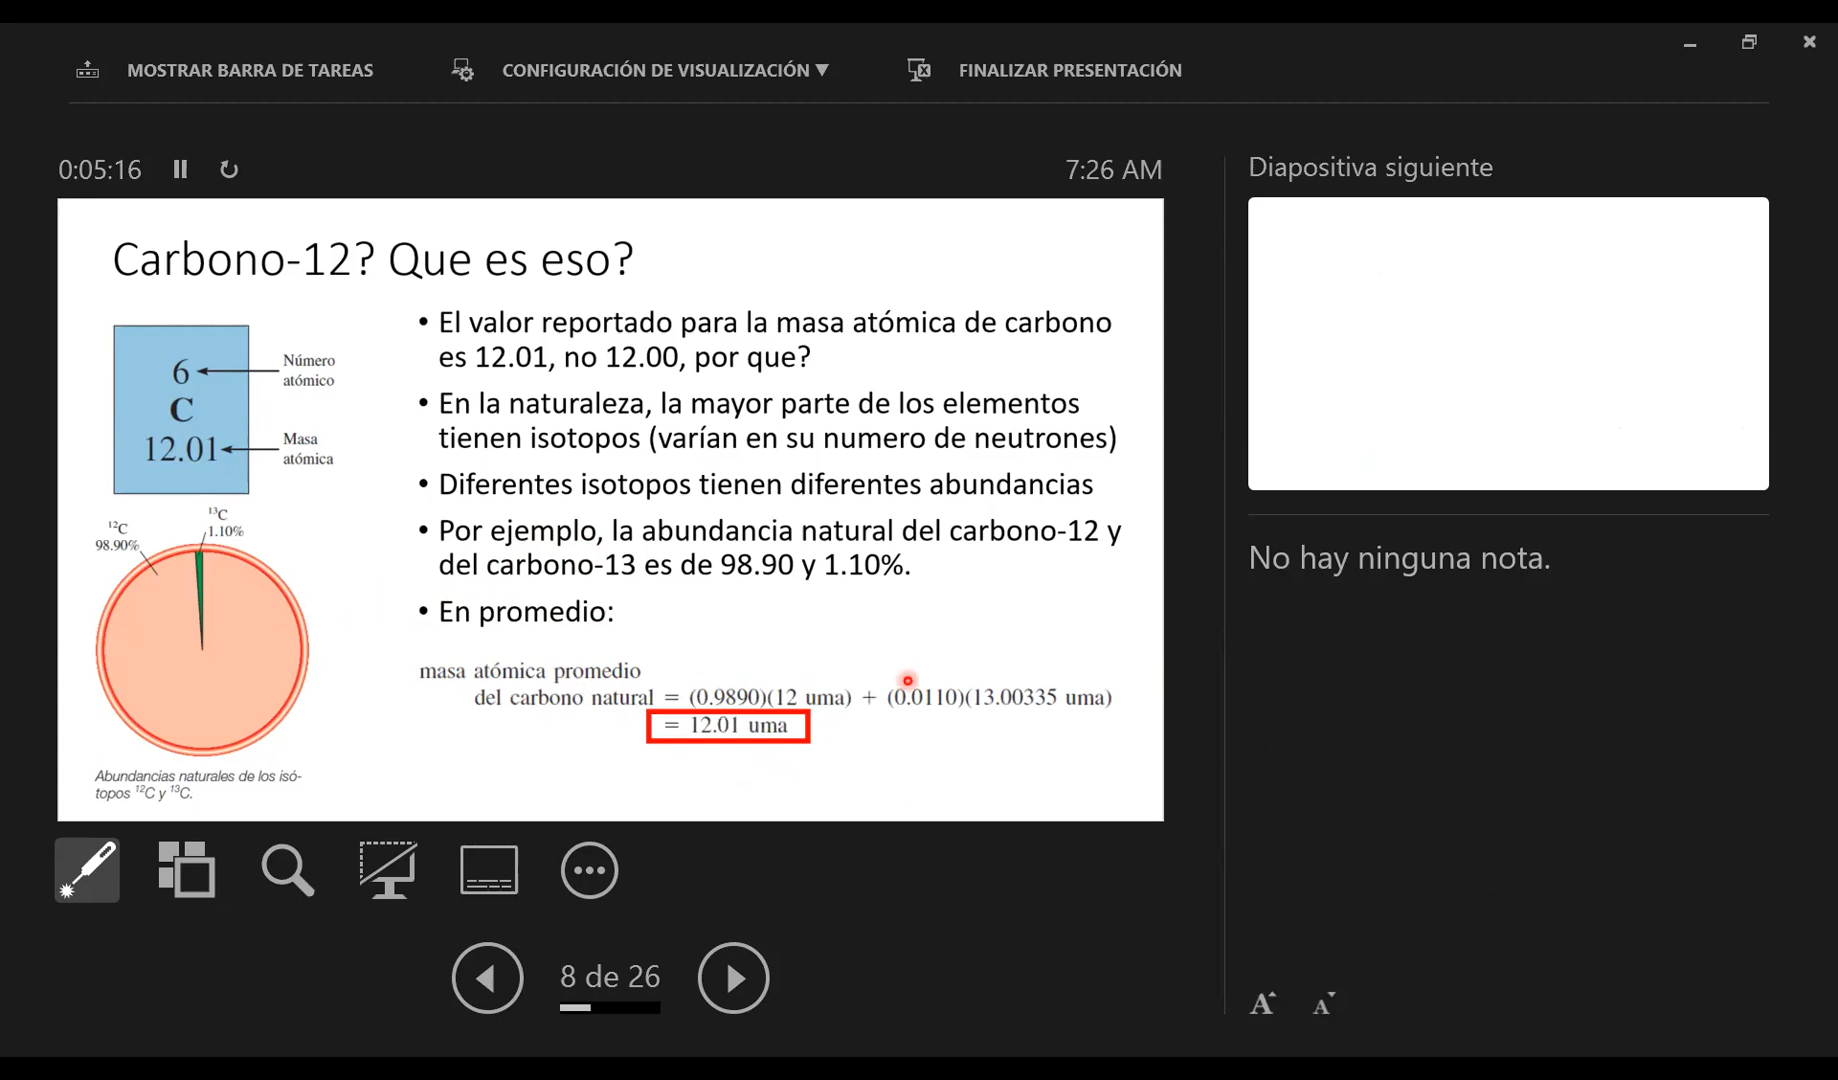 MOSTRAR BARRA DE TAREAS
CONFIGURACIÓN DE VISUALIZACIÓN ▼
FINALIZAR PRESENTACIÓN
0:05:16
7:26 AM
Carbono-12? Que es eso?
6
C
12.01
Número
atómico
Masa
atómica
¹²C
98.90%
¹³C
1.10%
Abundancias naturales de los isó-
topos ¹²C y ¹³C.
• El valor reportado para la masa atómica de carbono
es 12.01, no 12.00, por que?
• En la naturaleza, la mayor parte de los elementos
tienen isotopos (varían en su numero de neutrones)
• Diferentes isotopos tienen diferentes abundancias
• Por ejemplo, la abundancia natural del carbono-12 y
del carbono-13 es de 98.90 y 1.10%.
• En promedio:
masa atómica promedio
del carbono natural = (0.9890)(12 uma) + (0.0110)(13.00335 uma)
= 12.01 uma
8 de 26
Diapositiva siguiente
No hay ninguna nota.
A A